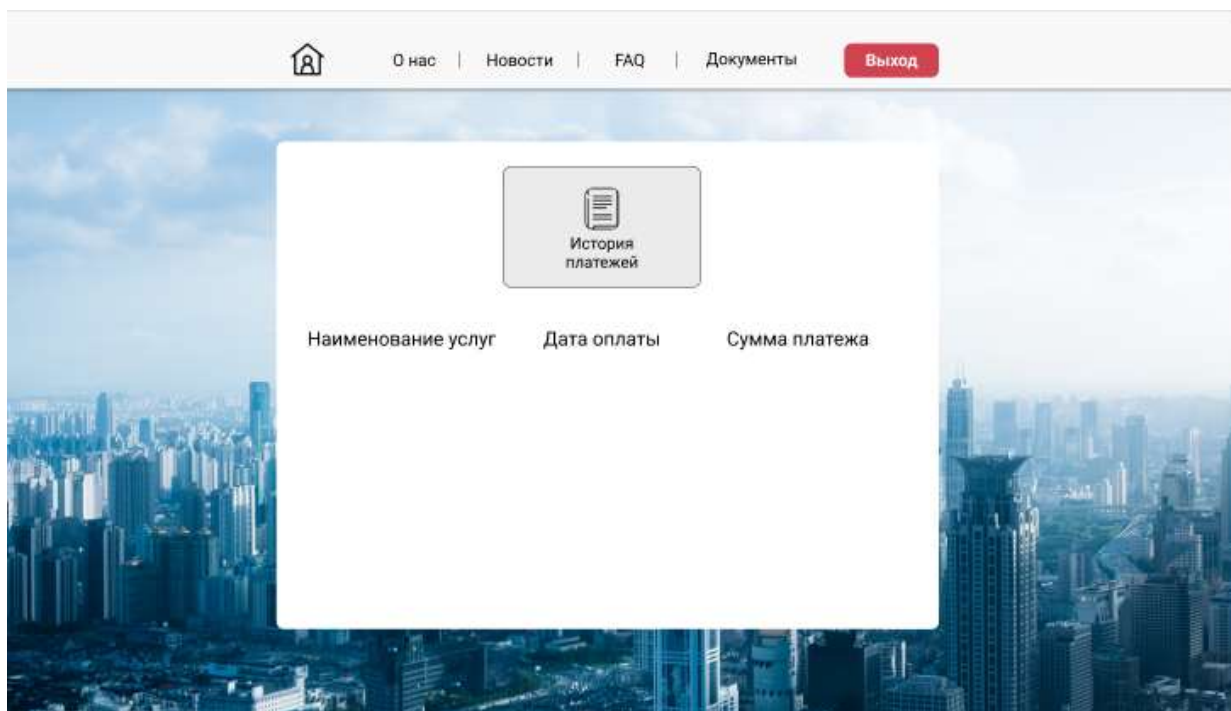 О нас | Новости | FAQ | Документы Выход
История
платежей
Наименование услуг Дата оплаты Сумма платежа